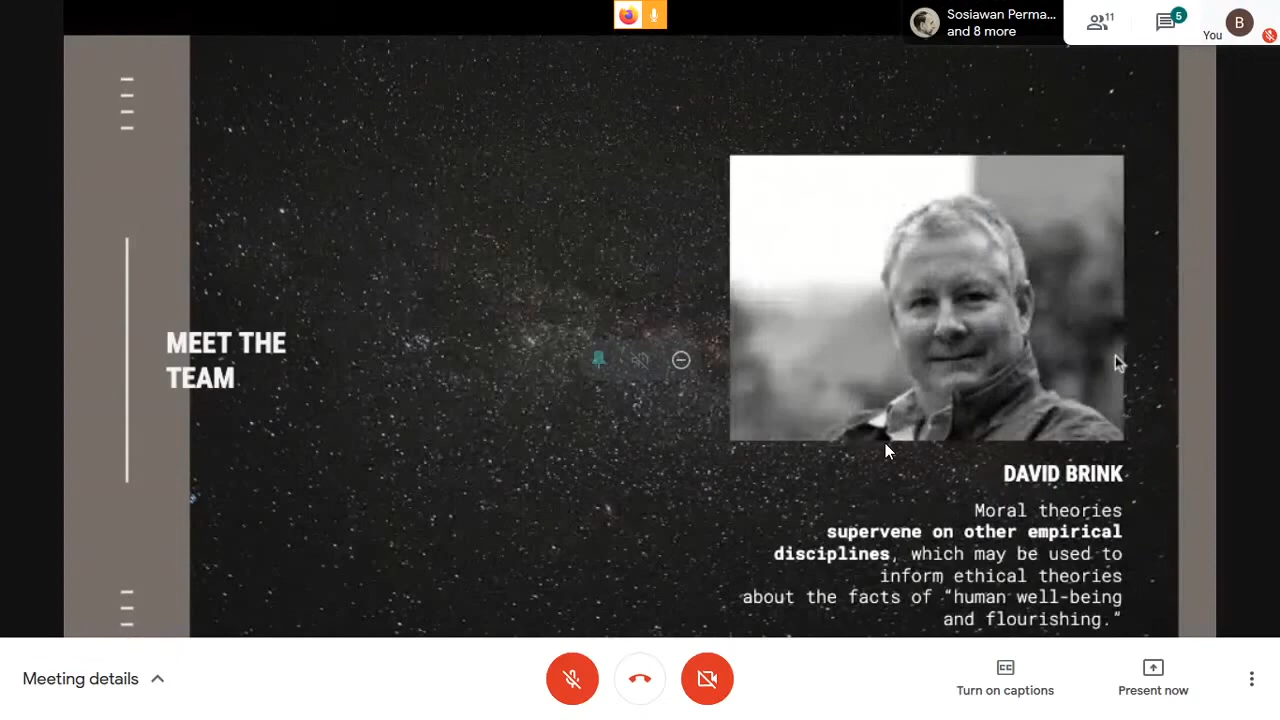 Sosiawan Perma...
and 8 more
11
5
You
B
MEET THE
TEAM
DAVID BRINK
Moral theories
supervene on other empirical
disciplines, which may be used to
inform ethical theories
about the facts of “human well-being
and flourishing.”
Meeting details
CC
Turn on captions
Present now